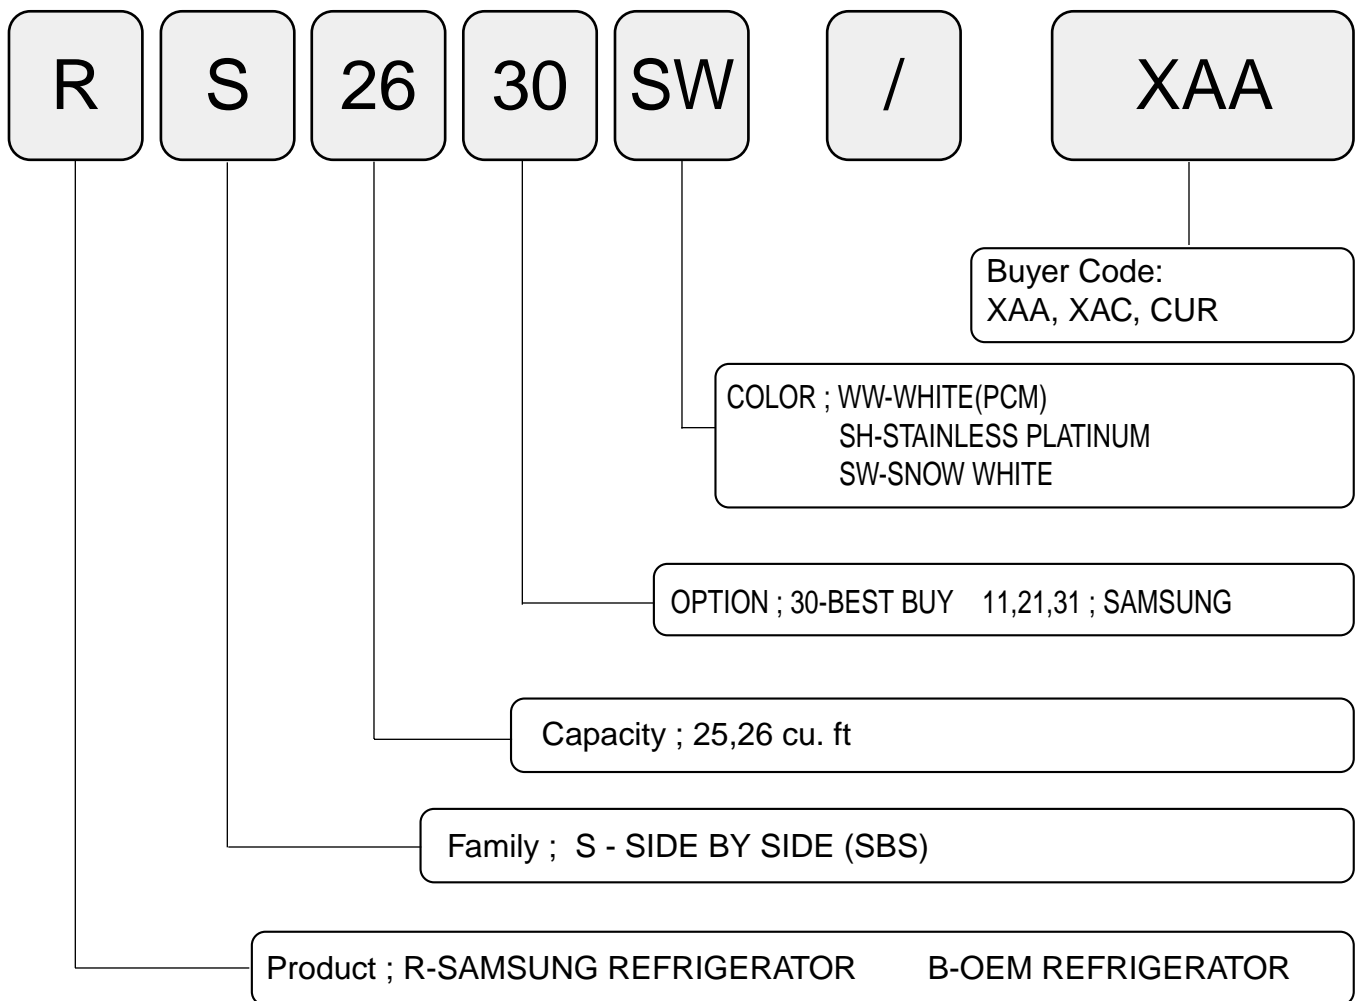 R S 26 30 SW / XAA
Buyer Code:
XAA, XAC, CUR
COLOR ; WW-WHITE(PCM)
SH-STAINLESS PLATINUM
SW-SNOW WHITE
OPTION ; 30-BEST BUY 11,21,31 ; SAMSUNG
Capacity ; 25,26 cu. ft
Family ; S - SIDE BY SIDE (SBS)
Product ; R-SAMSUNG REFRIGERATOR B-OEM REFRIGERATOR